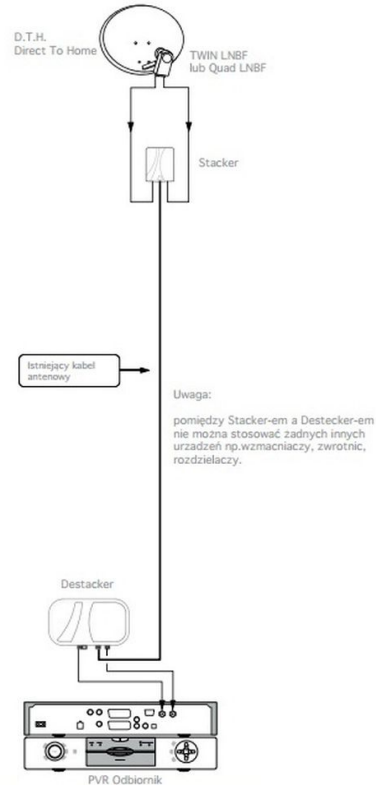 D.T.H.
Direct To Home
TWIN LNBF
lub Quad LNBF
Stacker
Istniejący kabel
antenowy
Uwaga:
pomiędzy Stacker-em a Destecker-em
nie można stosować żadnych innych
urzadzeń np.wzmacniaczy, zwrotnic,
rozdzielaczy.
Destacker
PVR Odbiornik